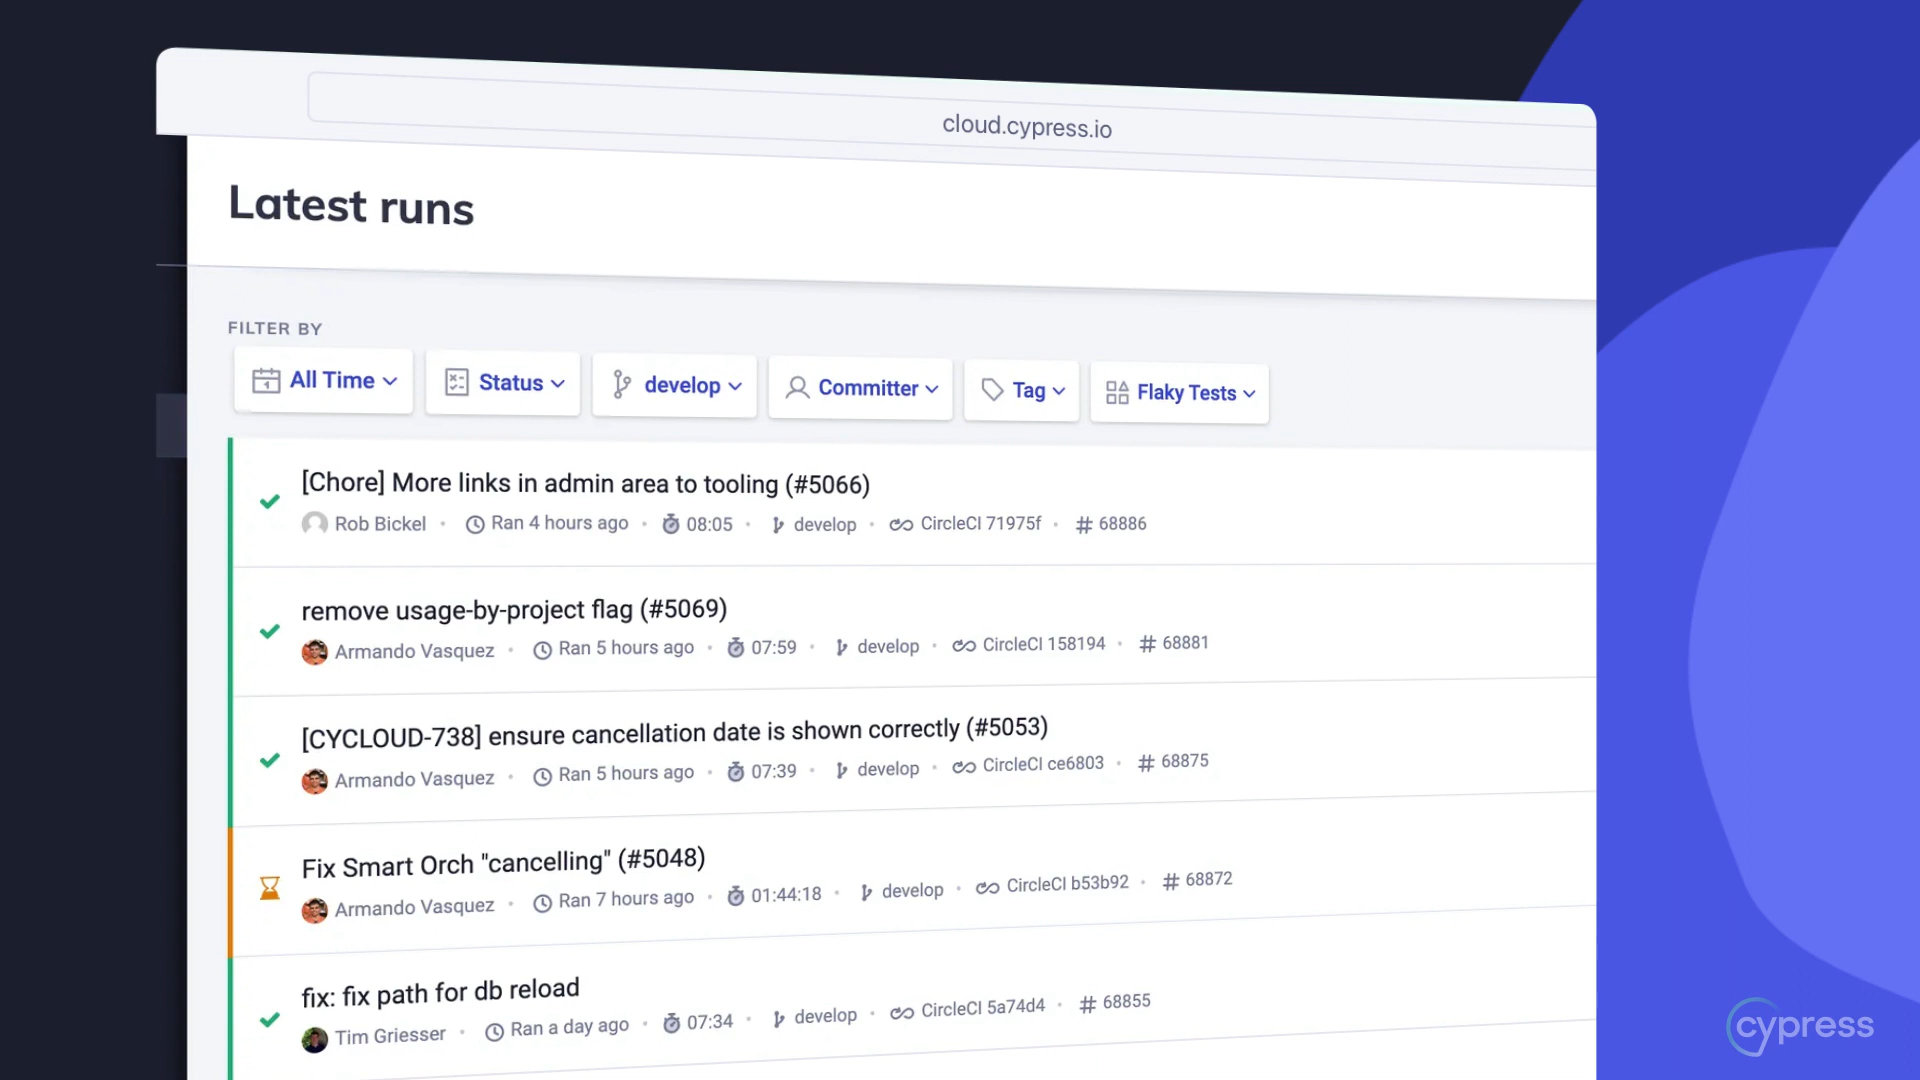 cloud.cypress.io
Latest runs
FILTER BY
All Time Status develop Committer Tag Flaky Tests
[Chore] More links in admin area to tooling (#5066)
Rob Bickel • Ran 4 hours ago • 08:05 • develop • CircleCI 71975f • # 68886
remove usage-by-project flag (#5069)
Armando Vasquez • Ran 5 hours ago • 07:59 • develop • CircleCI 158194 • # 68881
[CYCLOUD-738] ensure cancellation date is shown correctly (#5053)
Armando Vasquez • Ran 5 hours ago • 07:39 • develop • CircleCI ce6803 • # 68875
Fix Smart Orch "cancelling" (#5048)
Armando Vasquez • Ran 7 hours ago • 01:44:18 • develop • CircleCI b53b92 • # 68872
fix: fix path for db reload
Tim Griesser • Ran a day ago • 07:34 • develop • CircleCI 5a74d4 • # 68855
cypress